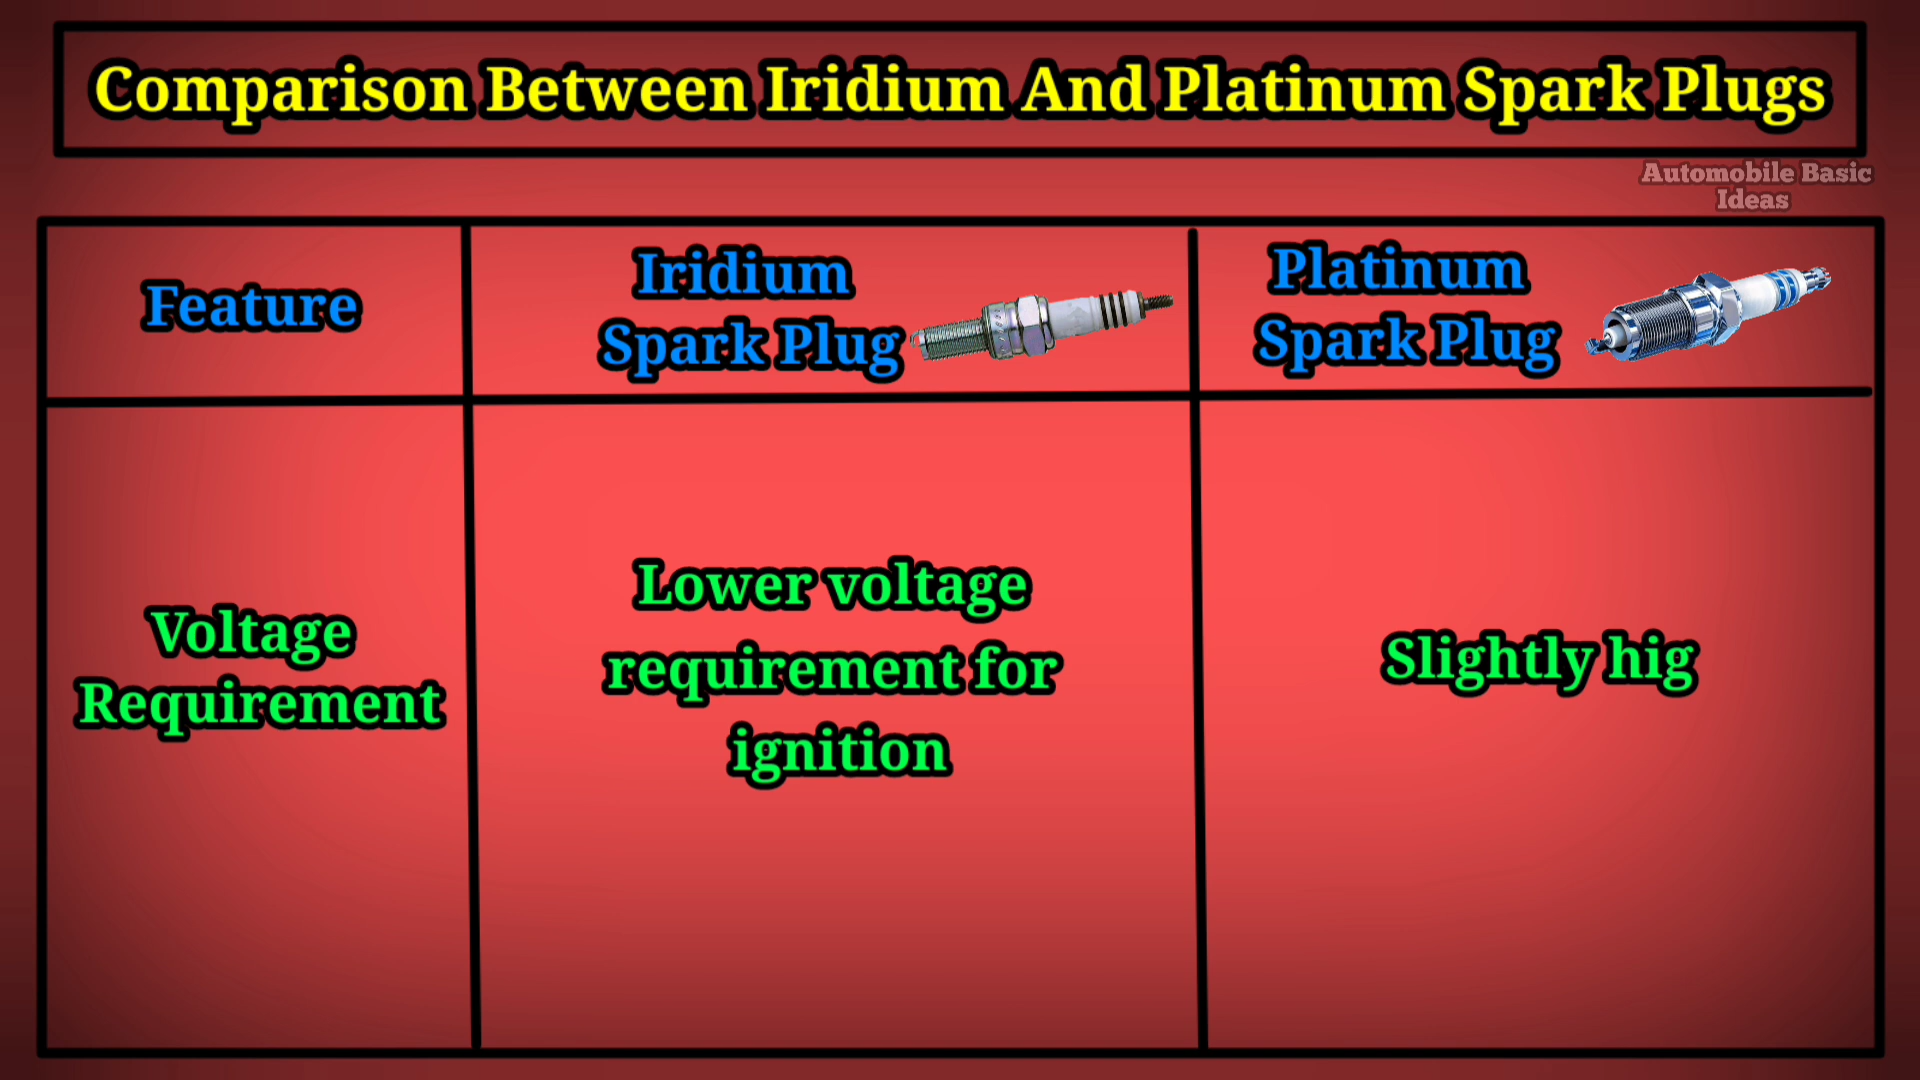 Comparison Between Iridium And Platinum Spark Plugs
Automobile Basic
Ideas
Feature
Iridium
Spark Plug
Platinum
Spark Plug
Voltage
Requirement
Lower voltage
requirement for
ignition
Slightly hig